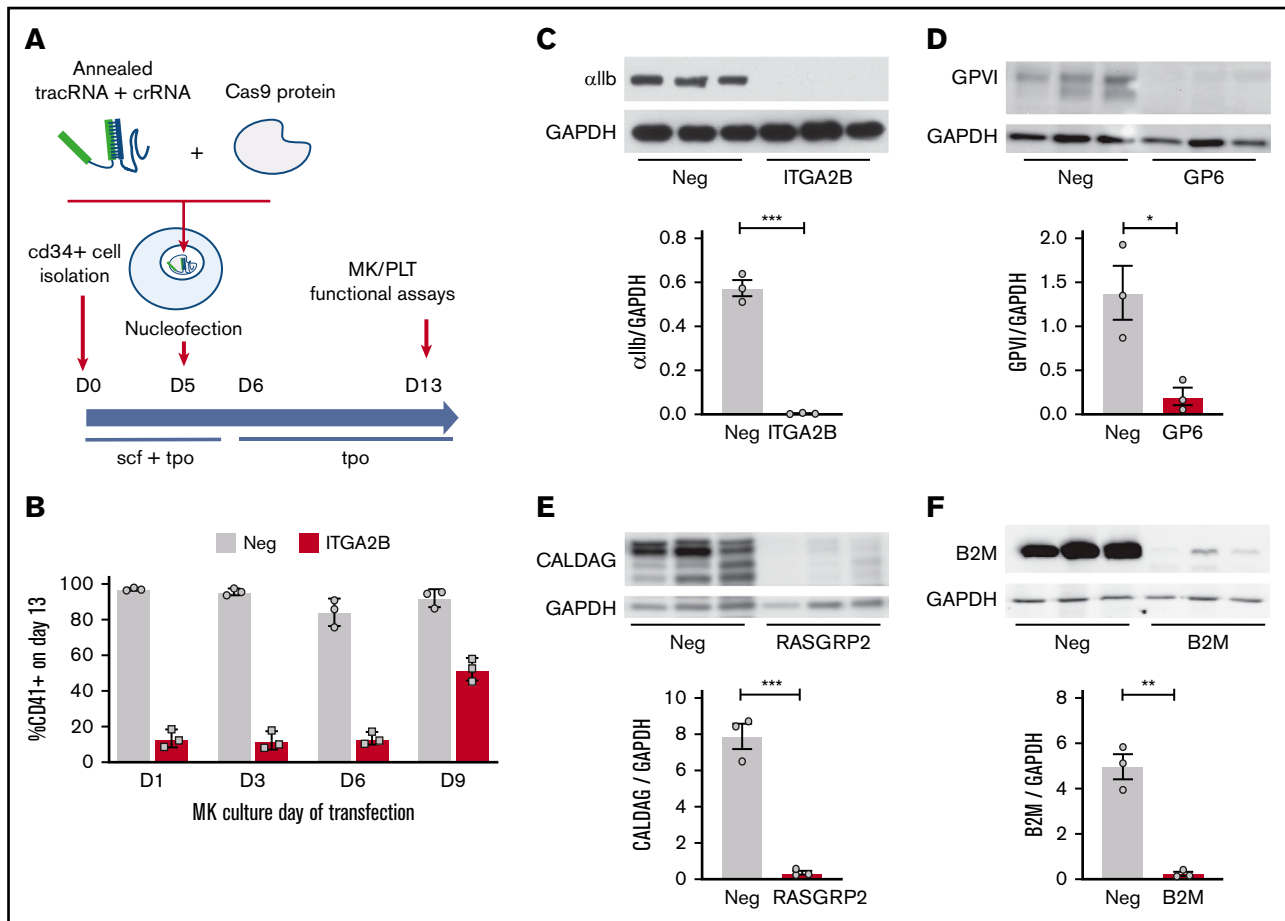 A
Annealed
tracRNA + crRNA
Cas9 protein
+
cd34+ cell
isolation
Nucleofection
MK/PLT
functional assays
D0 D5 D6 D13
scf + tpo tpo
B
Neg ITGA2B
%CD41+ on day 13
100
80
60
40
20
0
D1 D3 D6 D9
MK culture day of transfection
C
αIIb
GAPDH
Neg ITGA2B
***
αIIb/GAPDH
0.6
0.4
0.2
0.0
Neg ITGA2B
D
GPVI
GAPDH
Neg GP6
*
GPVI/GAPDH
2.0
1.5
1.0
0.5
0.0
Neg GP6
E
CALDAG
GAPDH
Neg RASGRP2
***
CALDAG / GAPDH
10
8
6
4
2
0
Neg RASGRP2
F
B2M
GAPDH
Neg B2M
**
B2M / GAPDH
8
6
4
2
0
Neg B2M